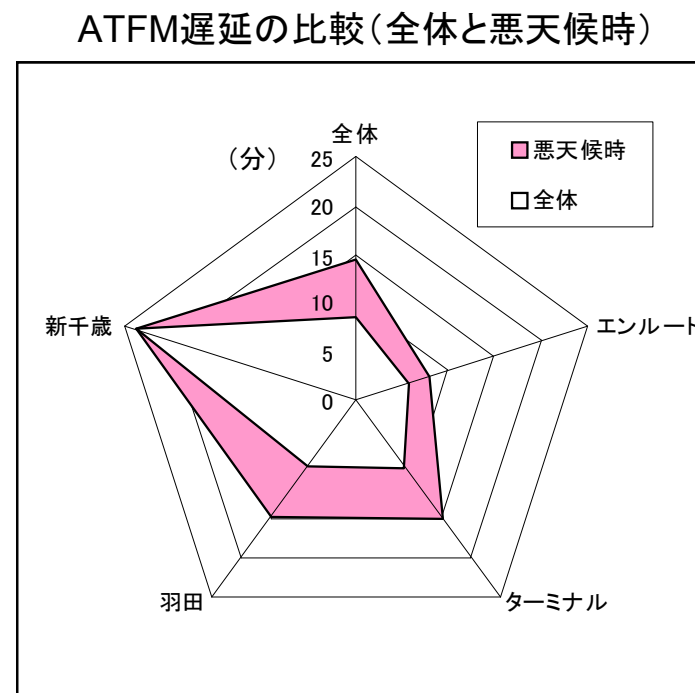 ATFM遅延の比較(全体と悪天候時)
全体
(分)
25
20
15
10
5
0
悪天候時
全体
新千歳
エンルート
羽田
ターミナル